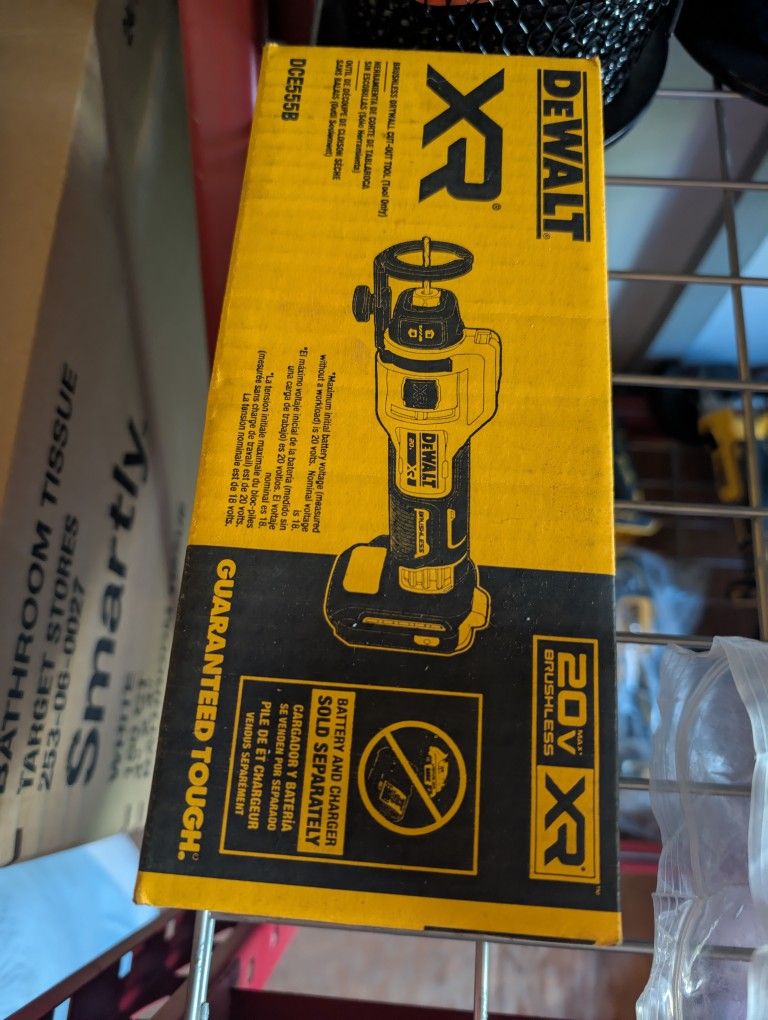 DEWALT®
XR®
BRUSHLESS DRYWALL CUT-OUT TOOL (Tool Only)
HERRAMIENTA DE CORTE DE TABLAROCA
SIN ESCOBILLAS (Sólo Herramienta)
OUTIL DE DÉCOUPE DE CLOISON SÈCHE
SANS BALAIS (Outil Seulement)
DCE555B
DEWALT
20V XR
BRUSHLESS
*Maximum initial battery voltage (measured
without a workload) is 20 volts. Nominal voltage
is 18.
*El máximo voltaje inicial de la batería (medido sin
una carga de trabajo) es 20 voltios. El voltaje
nominal es 18.
*La tension initiale maximale du bloc-piles
(mesurée sans charge de travail) est de 20 volts.
La tension nominale est de 18 volts.
20V MAX*
BRUSHLESS
XR®
™
BATTERY AND CHARGER
SOLD SEPARATELY
CARGADOR Y BATERÍA
SE VENDEN POR SEPARADO
PILE DE ET CHARGEUR
VENDUS SEPARÉMENT
GUARANTEED TOUGH.
BATHROOM TISSUE
TARGET STORES
253-06-0027
Smartly
WHITE